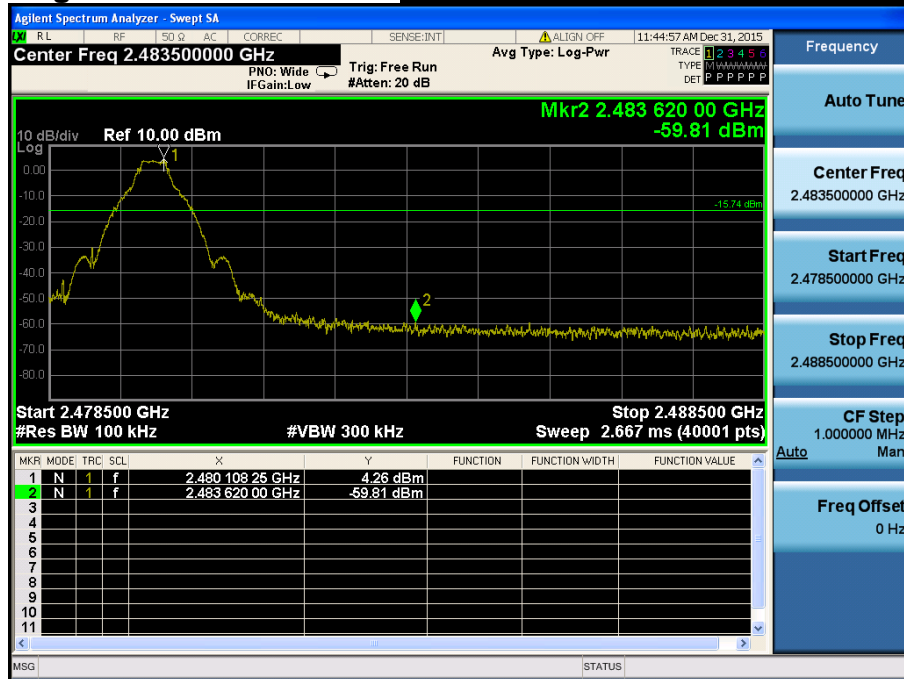 Agilent Spectrum Analyzer - Swept SA
LXI RL RF 50 Ω AC CORREC SENSE:INT ALIGN OFF 11:44:57 AM Dec 31, 2015
Center Freq 2.483500000 GHz
PNO: Wide
IFGain:Low
Trig: Free Run
#Atten: 20 dB
Avg Type: Log-Pwr
TRACE 1 2 3 4 5 6
TYPE M WWWWW
DET P P P P P P
Mkr2 2.483 620 00 GHz
-59.81 dBm
10 dB/div Ref 10.00 dBm
Log
1
0.00
-10.0
-15.74 dBm
-20.0
-30.0
-40.0
-50.0
2
-60.0
-70.0
-80.0
Start 2.478500 GHz Stop 2.488500 GHz
#Res BW 100 kHz #VBW 300 kHz Sweep 2.667 ms (40001 pts)
MKR MODE TRC SCL X Y FUNCTION FUNCTION WIDTH FUNCTION VALUE
1 N 1 f 2.480 108 25 GHz 4.26 dBm
2 N 1 f 2.483 620 00 GHz -59.81 dBm
3
4
5
6
7
8
9
10
11
MSG STATUS
Frequency
Auto Tune
Center Freq
2.483500000 GHz
Start Freq
2.478500000 GHz
Stop Freq
2.488500000 GHz
CF Step
1.000000 MHz
Auto Man
Freq Offset
0 Hz